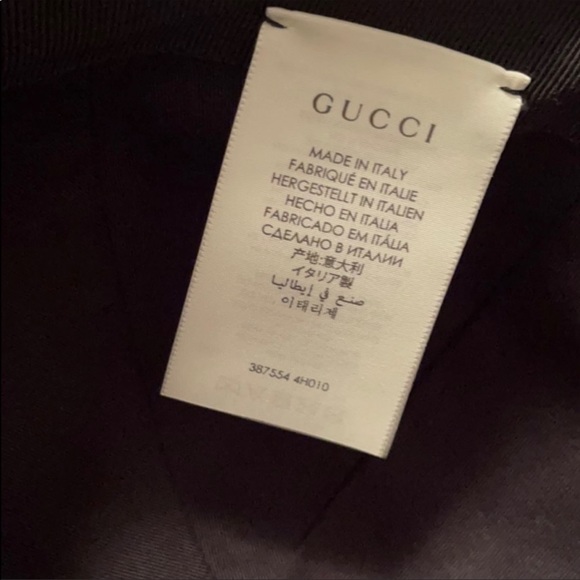 GUCCI
MADE IN ITALY
FABRIQUÉ EN ITALIE
HERGESTELLT IN ITALIEN
HECHO EN ITALIA
FABRICADO EM ITÁLIA
СДЕЛАНО В ИТАЛИИ
产地:意大利
イタリア製
صنع في إيطاليا
이태리제
387554 4H010